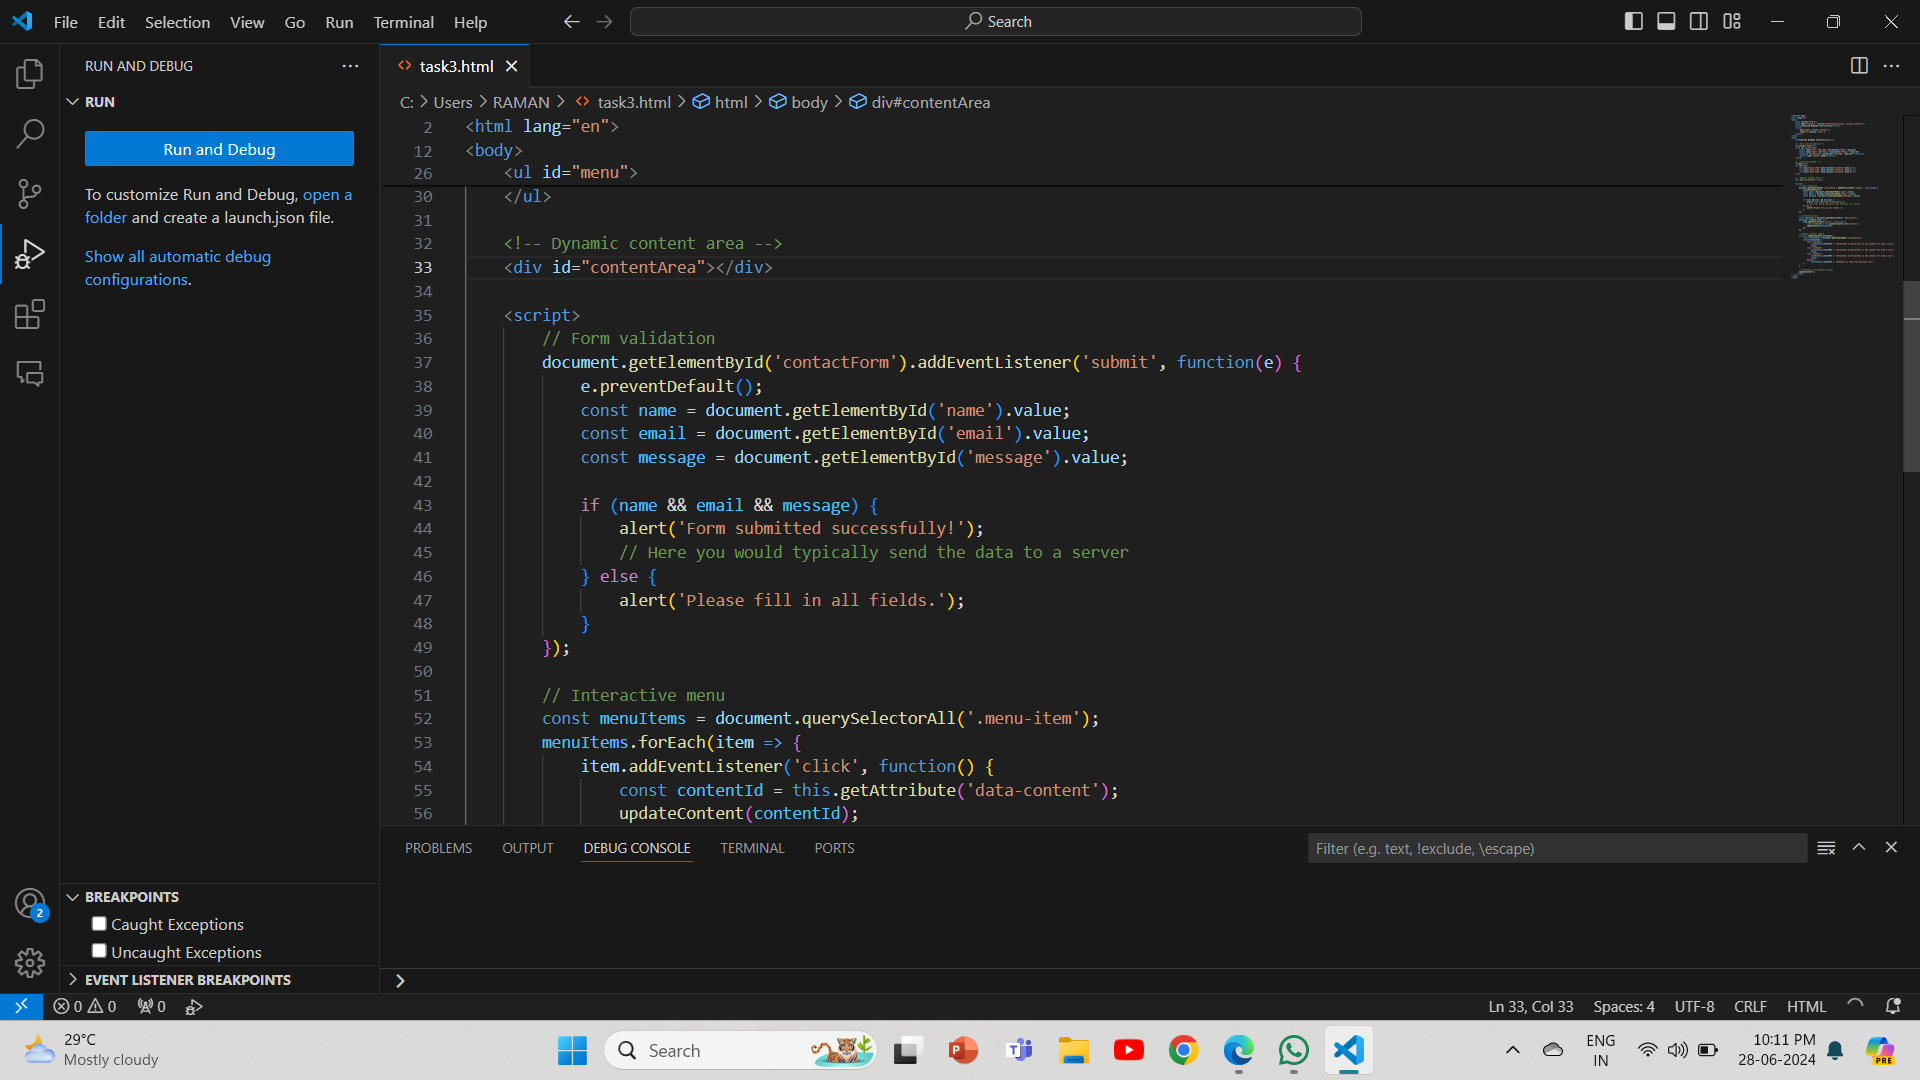 File Edit Selection View Go Run Terminal Help
Search
RUN AND DEBUG
RUN
Run and Debug
To customize Run and Debug, open a
folder and create a launch.json file.
Show all automatic debug
configurations.
BREAKPOINTS
Caught Exceptions
Uncaught Exceptions
EVENT LISTENER BREAKPOINTS
2
task3.html
C: > Users > RAMAN > task3.html > html > body > div#contentArea
2 <html lang="en">
12 <body>
26 <ul id="menu">
30 </ul>
31
32 <!-- Dynamic content area -->
33 <div id="contentArea"></div>
34
35 <script>
36 // Form validation
37 document.getElementById('contactForm').addEventListener('submit', function(e) {
38 e.preventDefault();
39 const name = document.getElementById('name').value;
40 const email = document.getElementById('email').value;
41 const message = document.getElementById('message').value;
42
43 if (name && email && message) {
44 alert('Form submitted successfully!');
45 // Here you would typically send the data to a server
46 } else {
47 alert('Please fill in all fields.');
48 }
49 });
50
51 // Interactive menu
52 const menuItems = document.querySelectorAll('.menu-item');
53 menuItems.forEach(item => {
54 item.addEventListener('click', function() {
55 const contentId = this.getAttribute('data-content');
56 updateContent(contentId);
PROBLEMS OUTPUT DEBUG CONSOLE TERMINAL PORTS
Filter (e.g. text, !exclude, \escape)
0 0 0
Ln 33, Col 33 Spaces: 4 UTF-8 CRLF HTML
29°C
Mostly cloudy
Search
ENG
IN
10:11 PM
28-06-2024
PRE